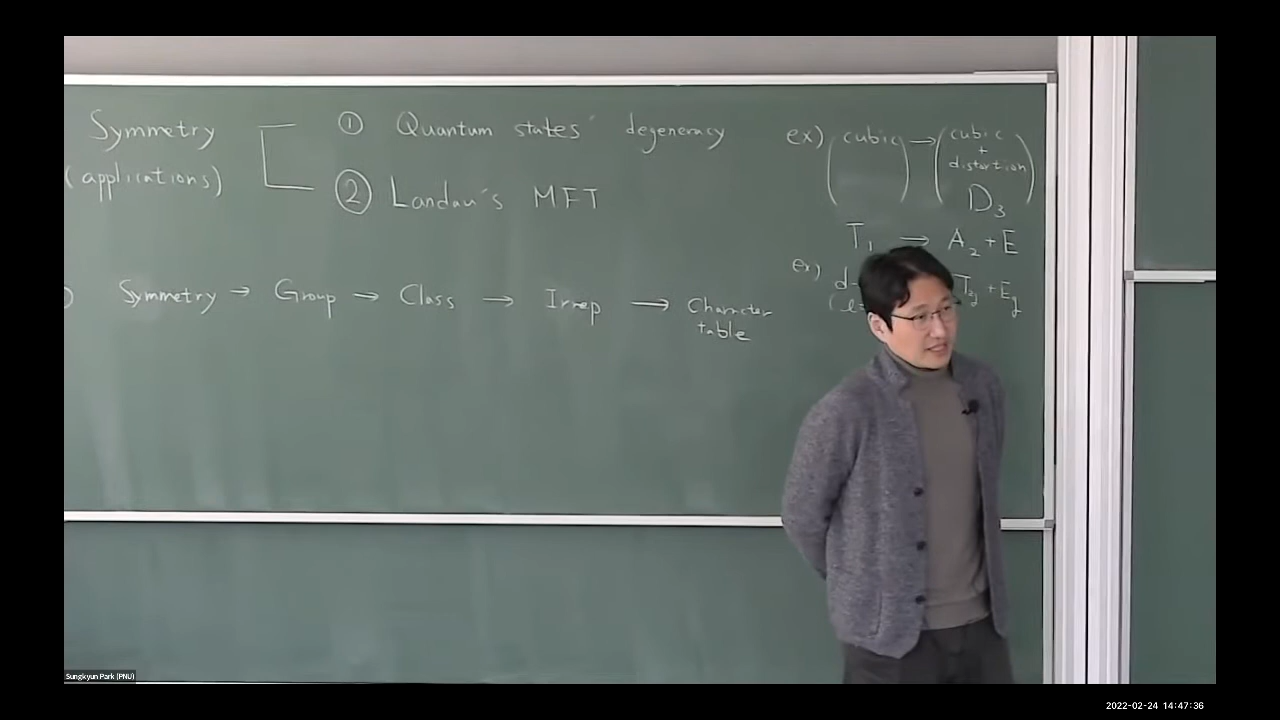 Symmetry
(applications)
① Quantum states' degeneracy
② Landau's MFT
ex) (cubic) → (cubic
+
distortion)
D₃
T₁ → A₂ + E
) Symmetry → Group → Class → Irrep → Character
table
ex) d- T₂g + Eg
Sungkyun Park (PNU)
2022-02-24 14:47:36